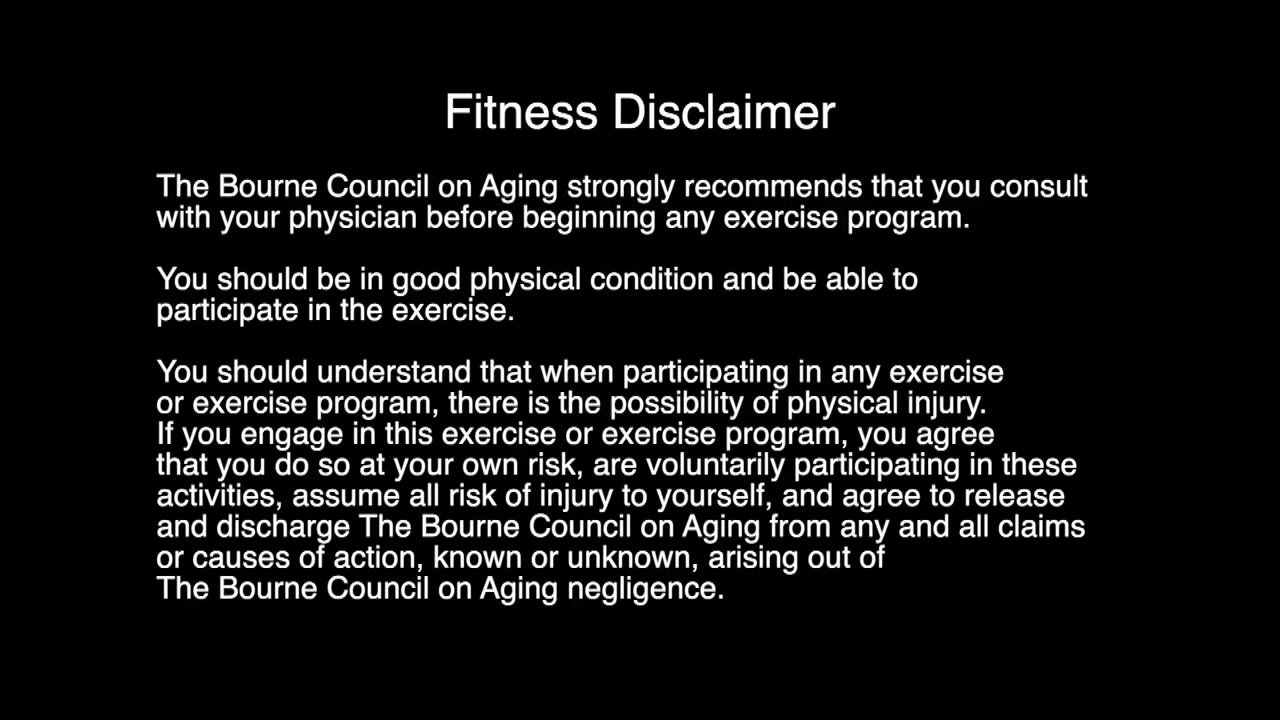 Fitness Disclaimer
The Bourne Council on Aging strongly recommends that you consult
with your physician before beginning any exercise program.
You should be in good physical condition and be able to
participate in the exercise.
You should understand that when participating in any exercise
or exercise program, there is the possibility of physical injury.
If you engage in this exercise or exercise program, you agree
that you do so at your own risk, are voluntarily participating in these
activities, assume all risk of injury to yourself, and agree to release
and discharge The Bourne Council on Aging from any and all claims
or causes of action, known or unknown, arising out of
The Bourne Council on Aging negligence.